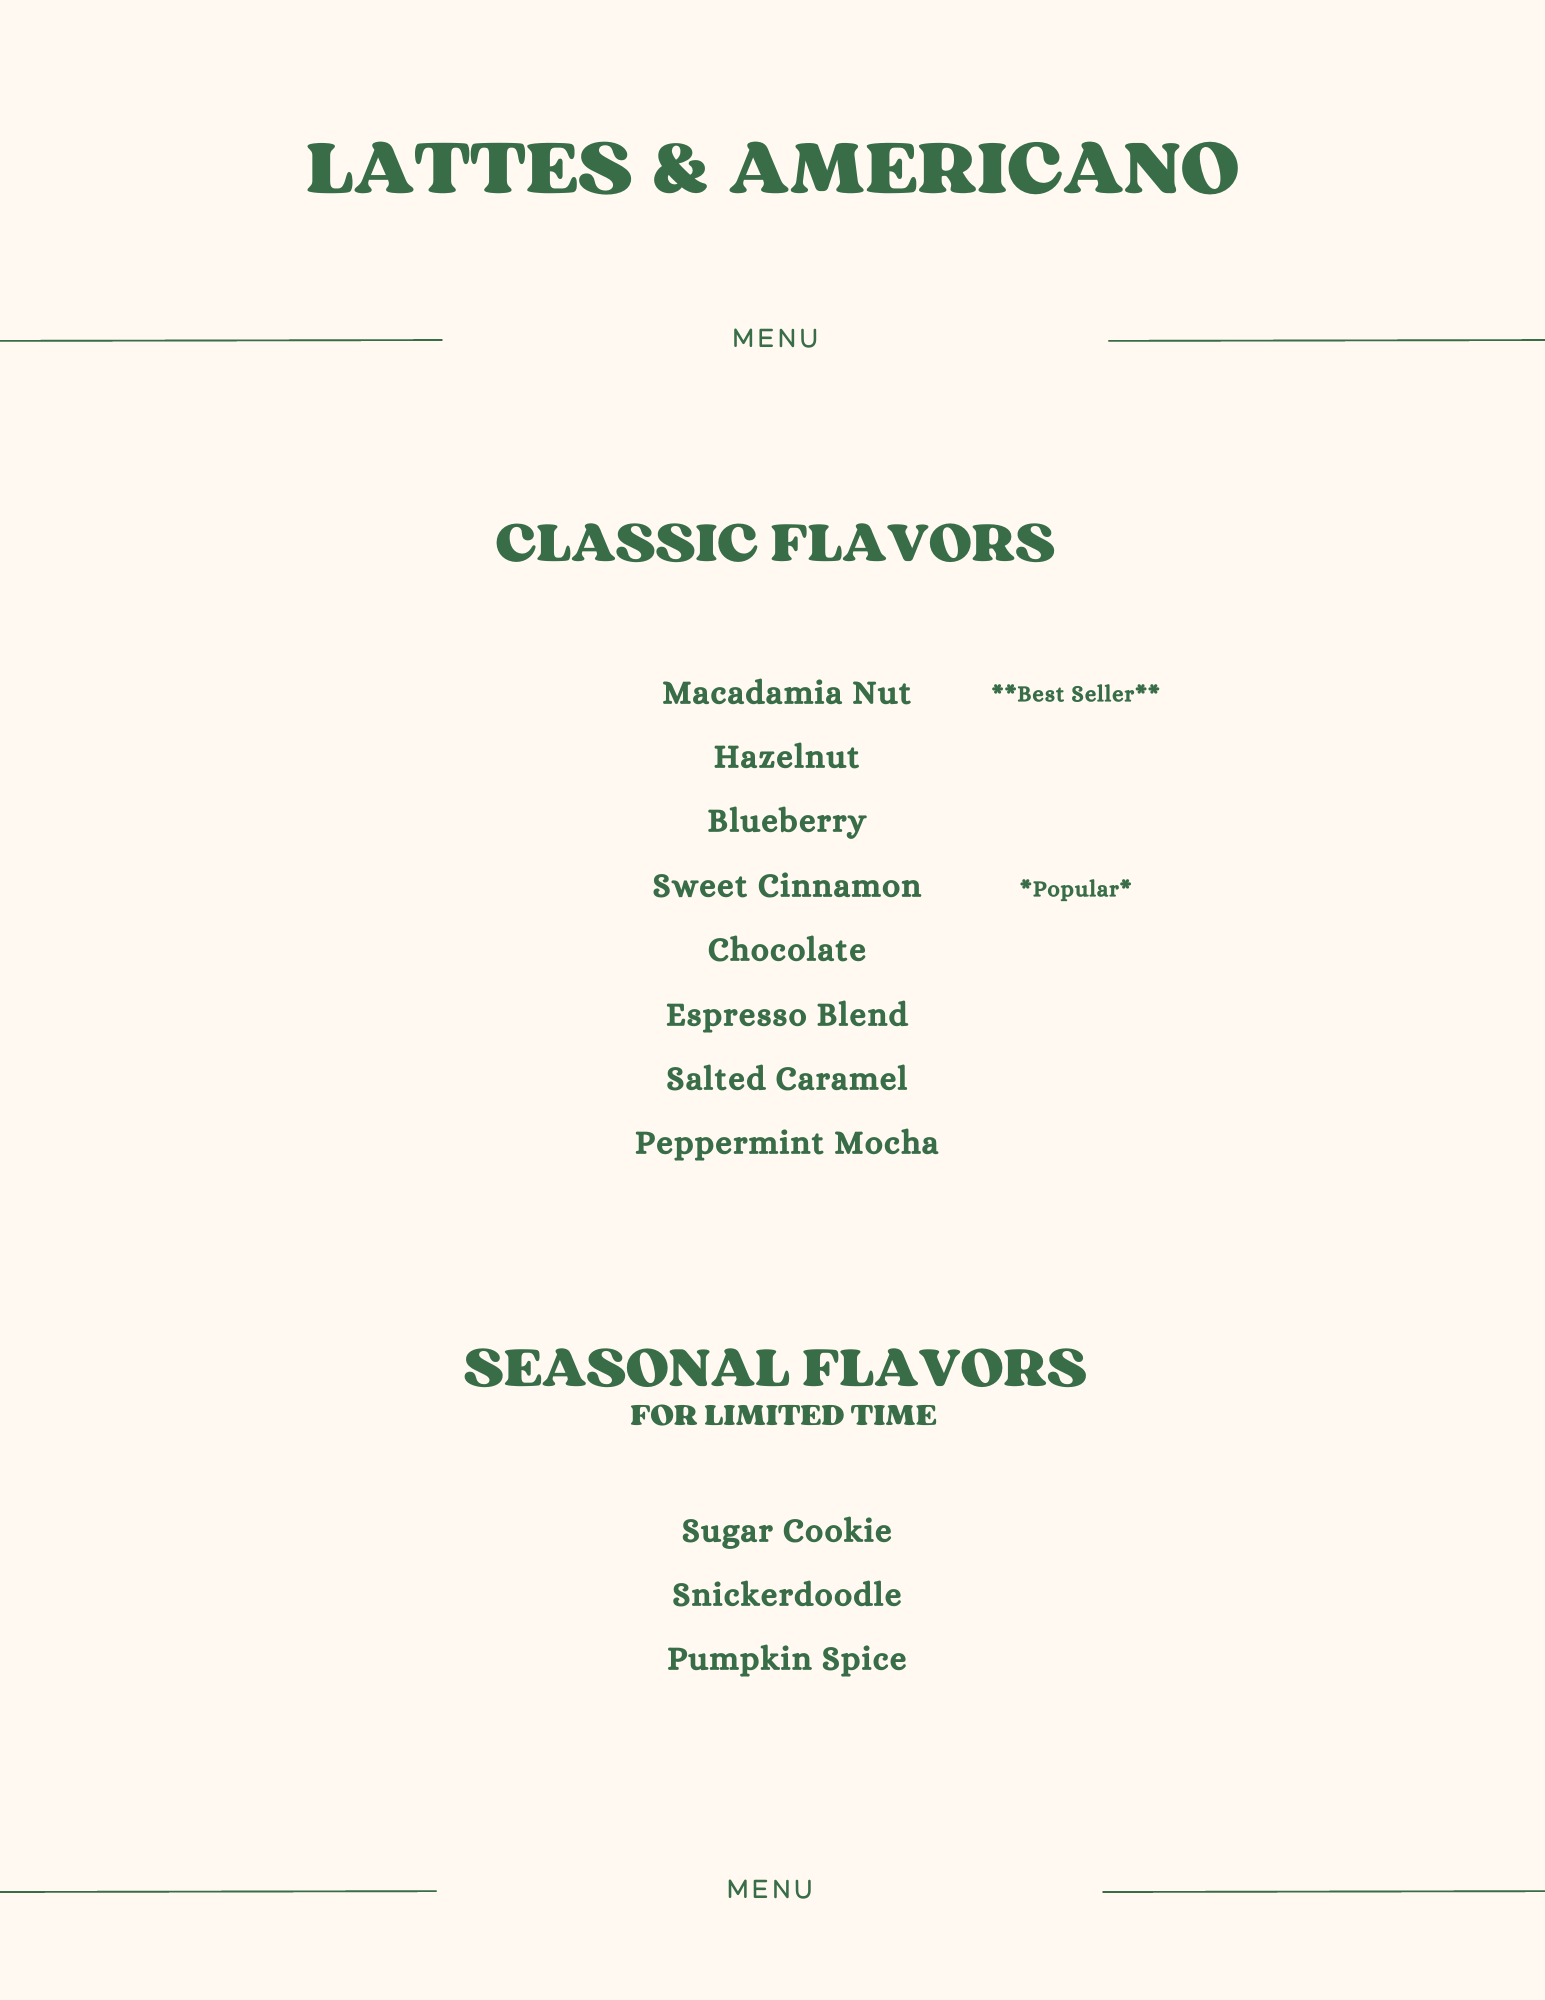 LATTES & AMERICANO
MENU
CLASSIC FLAVORS
Macadamia Nut **Best Seller**
Hazelnut
Blueberry
Sweet Cinnamon *Popular*
Chocolate
Espresso Blend
Salted Caramel
Peppermint Mocha
SEASONAL FLAVORS
FOR LIMITED TIME
Sugar Cookie
Snickerdoodle
Pumpkin Spice
MENU